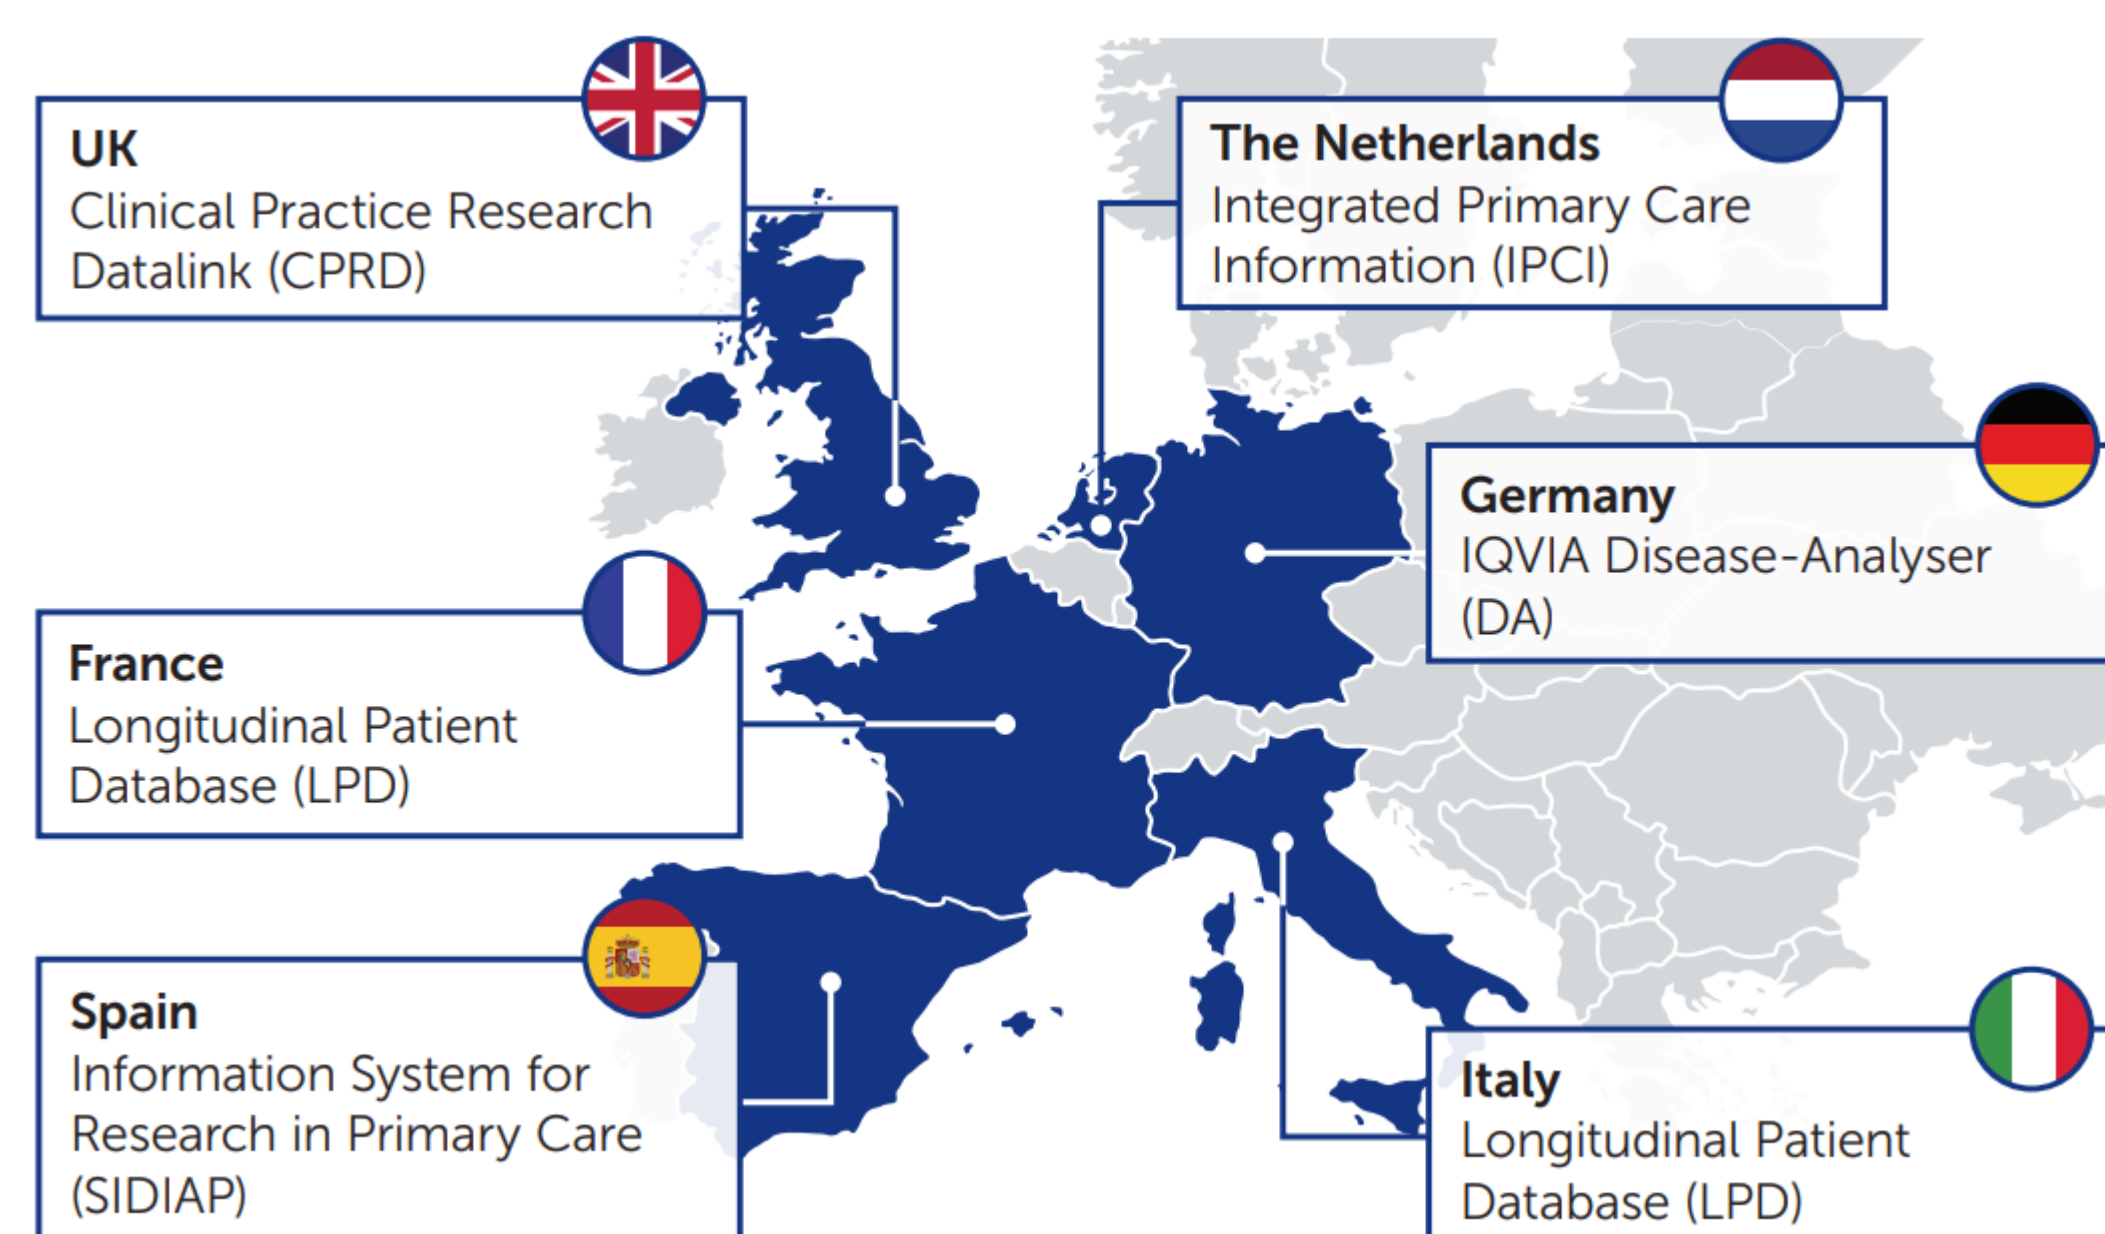 UK
Clinical Practice Research
Datalink (CPRD)
The Netherlands
Integrated Primary Care
Information (IPCI)
Germany
IQVIA Disease-Analyser
(DA)
France
Longitudinal Patient
Database (LPD)
Spain
Information System for
Research in Primary Care
(SIDIAP)
Italy
Longitudinal Patient
Database (LPD)